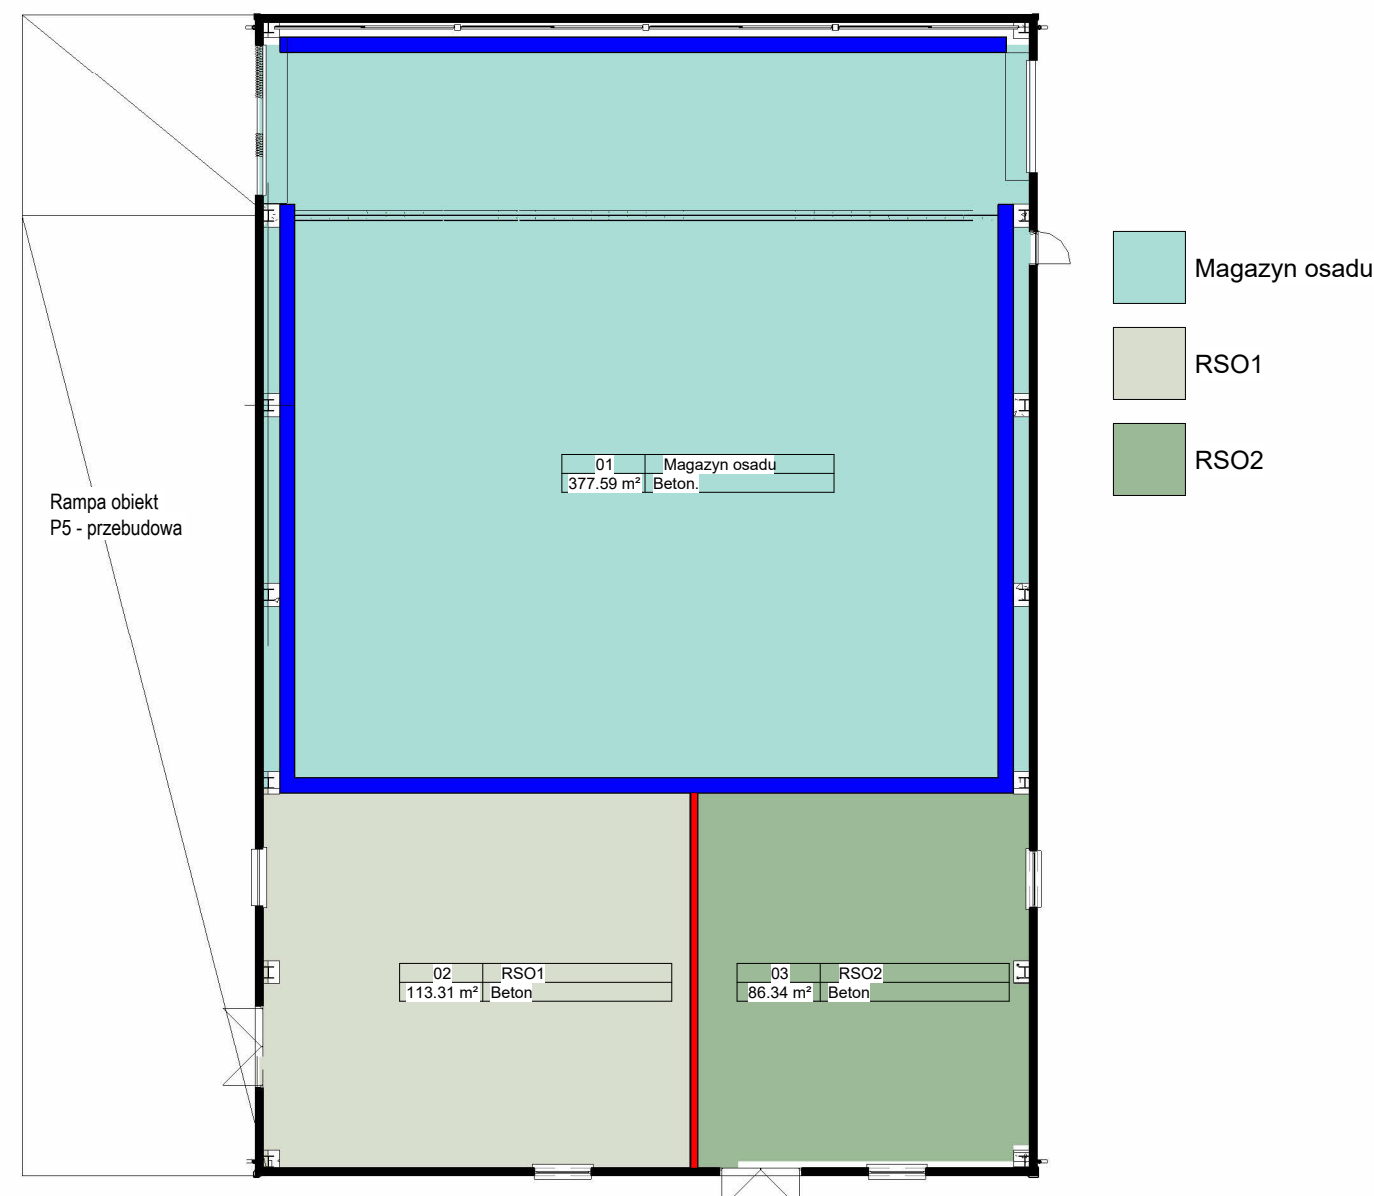 Magazyn osadu
RSO1
RSO2
01 Magazyn osadu
377.59 m² Beton.
Rampa obiekt
P5 - przebudowa
02 RSO1
113.31 m² Beton
03 RSO2
86.34 m² Beton